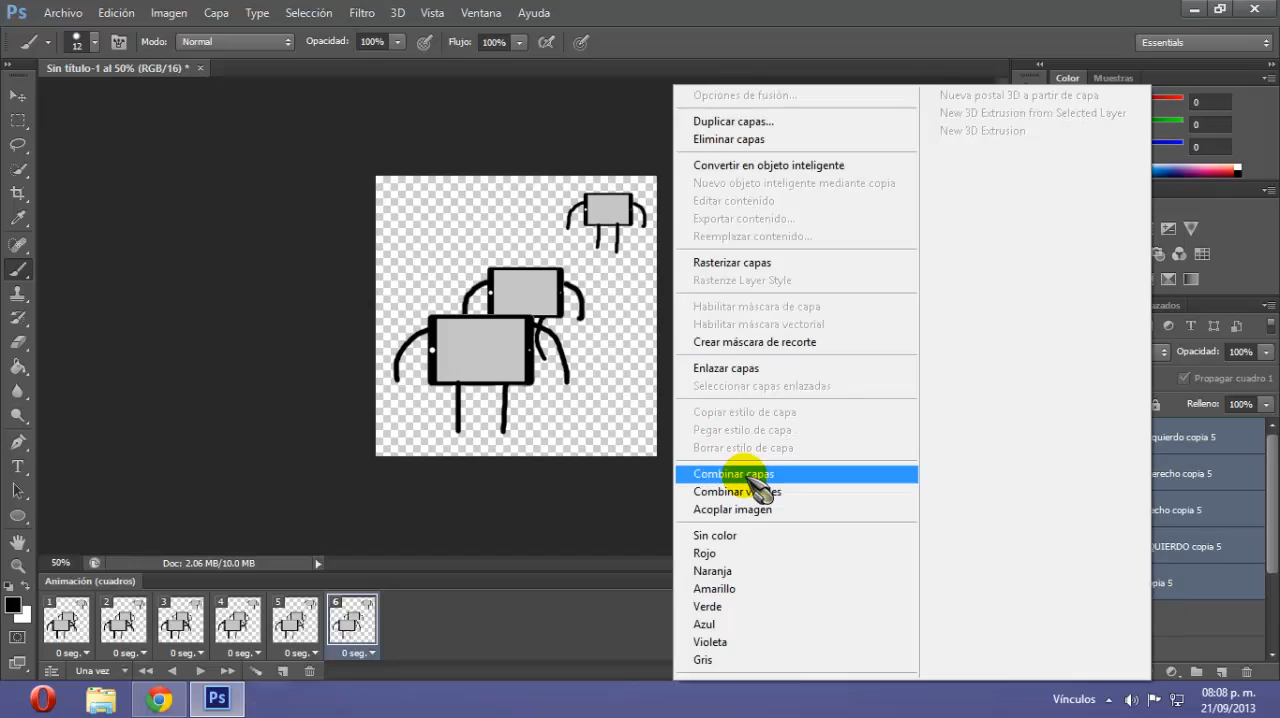 Ps Archivo Edición Imagen Capa Type Selección Filtro 3D Vista Ventana Ayuda
12 Modo: Normal Opacidad: 100% Flujo: 100% Essentials
Sin título-1 al 50% (RGB/16) * ×
Color Muestras
0
0
0
Opciones de fusión...
Duplicar capas...
Eliminar capas
Convertir en objeto inteligente
Nuevo objeto inteligente mediante copia
Editar contenido
Exportar contenido...
Reemplazar contenido...
Rasterizar capas
Rasterize Layer Style
Habilitar máscara de capa
Habilitar máscara vectorial
Crear máscara de recorte
Enlazar capas
Seleccionar capas enlazadas
Copiar estilo de capa
Pegar estilo de capa
Borrar estilo de capa
Combinar capas
Combinar
Acoplar imagen
Sin color
Rojo
Naranja
Amarillo
Verde
Azul
Violeta
Gris
Nueva postal 3D a partir de capa
New 3D Extrusion from Selected Layer
New 3D Extrusion
Opacidad: 100%
Propagar cuadro 1
Relleno: 100%
quierdo copia 5
erecho copia 5
echo copia 5
QUIERDO copia 5
opia 5
50% Doc: 2.06 MB/10.0 MB
Animación (cuadros)
1 2 3 4 5 6
0 seg. 0 seg. 0 seg. 0 seg. 0 seg. 0 seg.
Una vez
Ps Vínculos 08:08 p. m.
21/09/2013